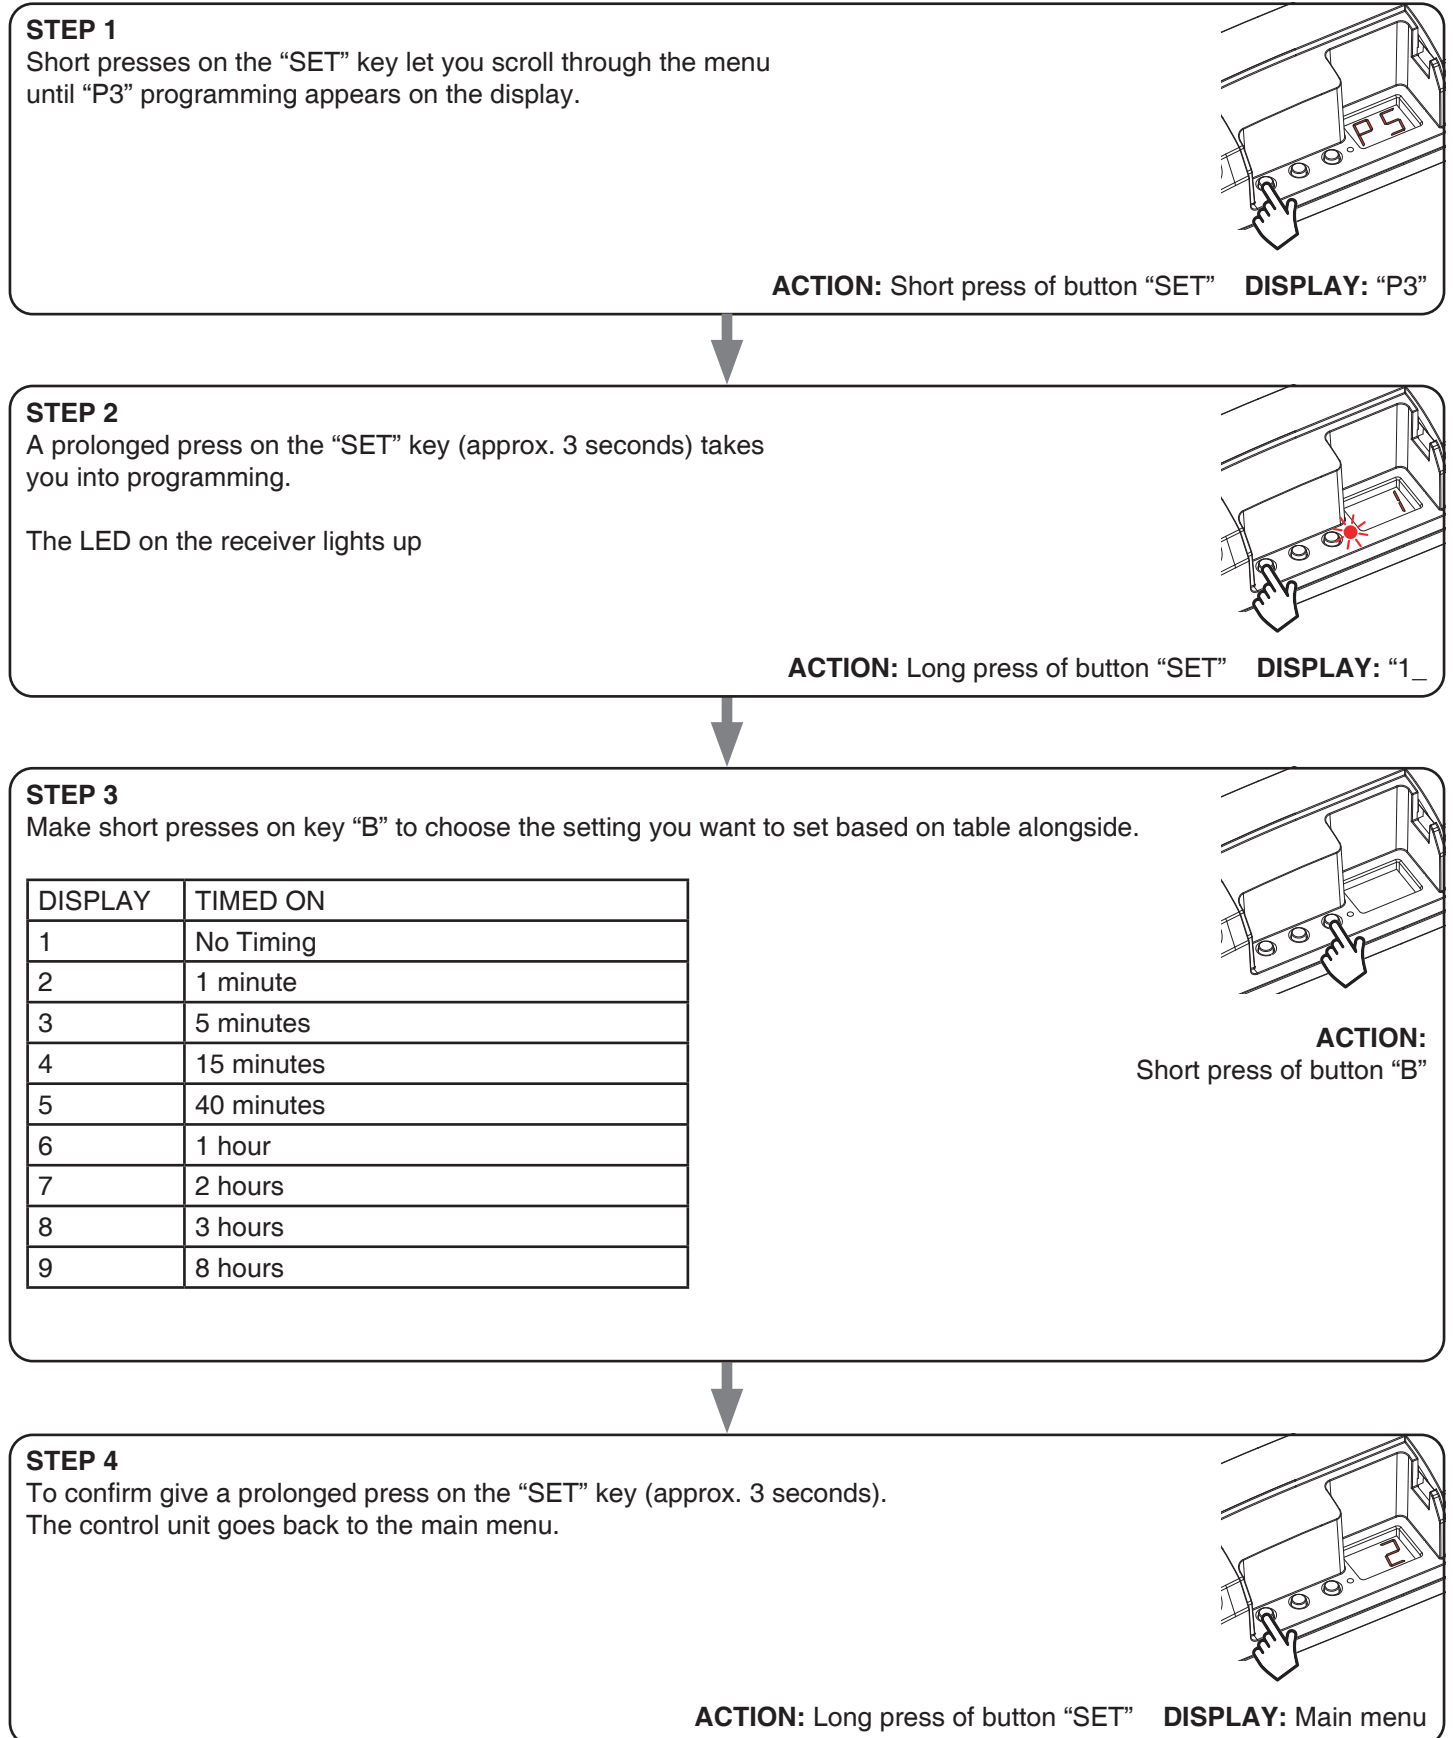 STEP 1
Short presses on the “SET” key let you scroll through the menu
until “P3” programming appears on the display.
P5
ACTION: Short press of button “SET” DISPLAY: “P3”
STEP 2
A prolonged press on the “SET” key (approx. 3 seconds) takes
you into programming.
The LED on the receiver lights up
ACTION: Long press of button “SET” DISPLAY: “1_
STEP 3
Make short presses on key “B” to choose the setting you want to set based on table alongside.
DISPLAY TIMED ON
1 No Timing
2 1 minute
3 5 minutes
4 15 minutes
5 40 minutes
6 1 hour
7 2 hours
8 3 hours
9 8 hours
ACTION:
Short press of button “B”
STEP 4
To confirm give a prolonged press on the “SET” key (approx. 3 seconds).
The control unit goes back to the main menu.
2
ACTION: Long press of button “SET” DISPLAY: Main menu